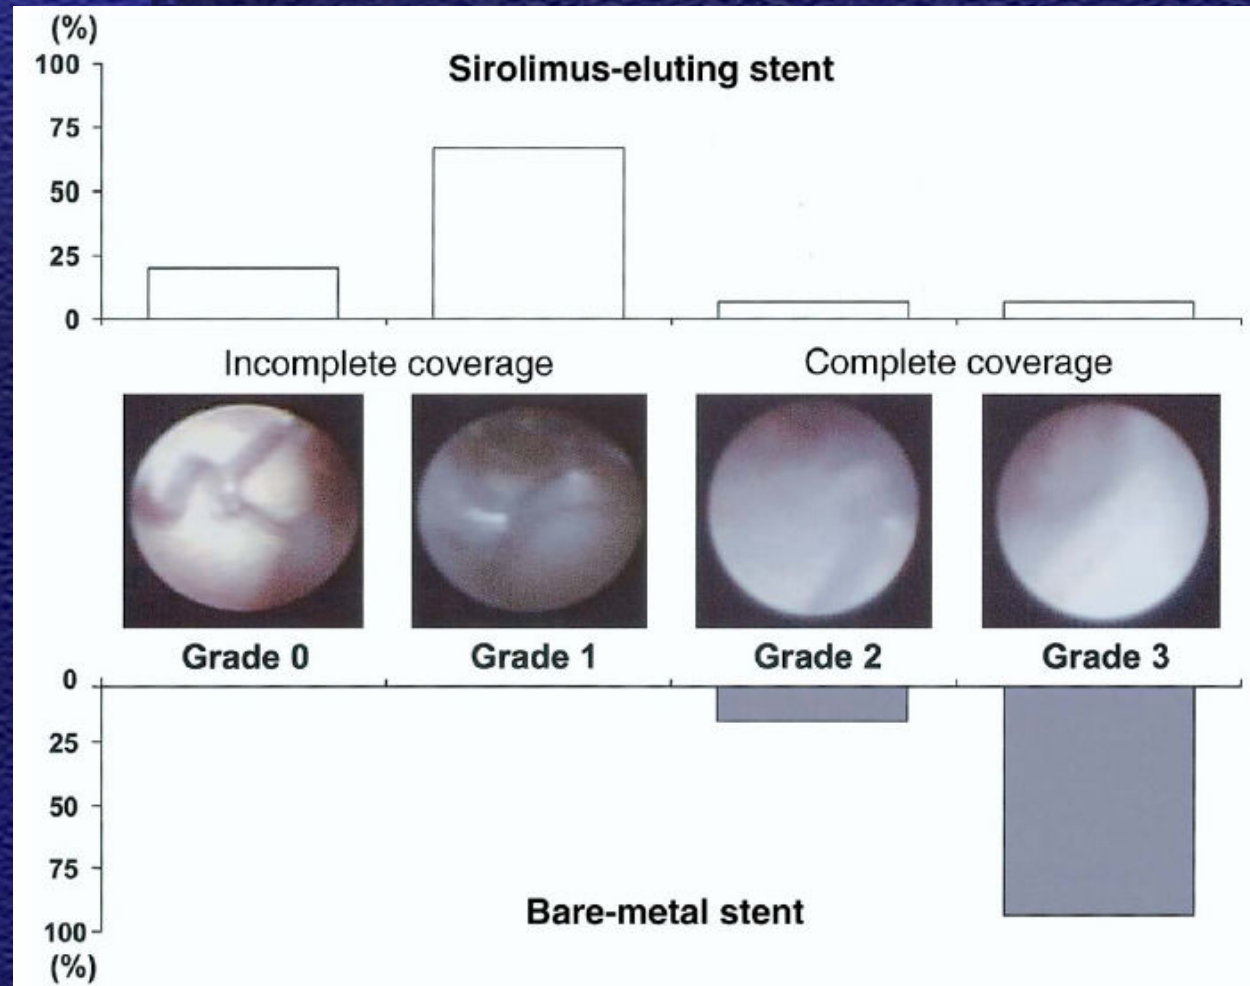 (%)
100
Sirolimus-eluting stent
75
50
25
0
Incomplete coverage
Complete coverage
Grade 0
Grade 1
Grade 2
Grade 3
0
25
50
75
Bare-metal stent
100
(%)